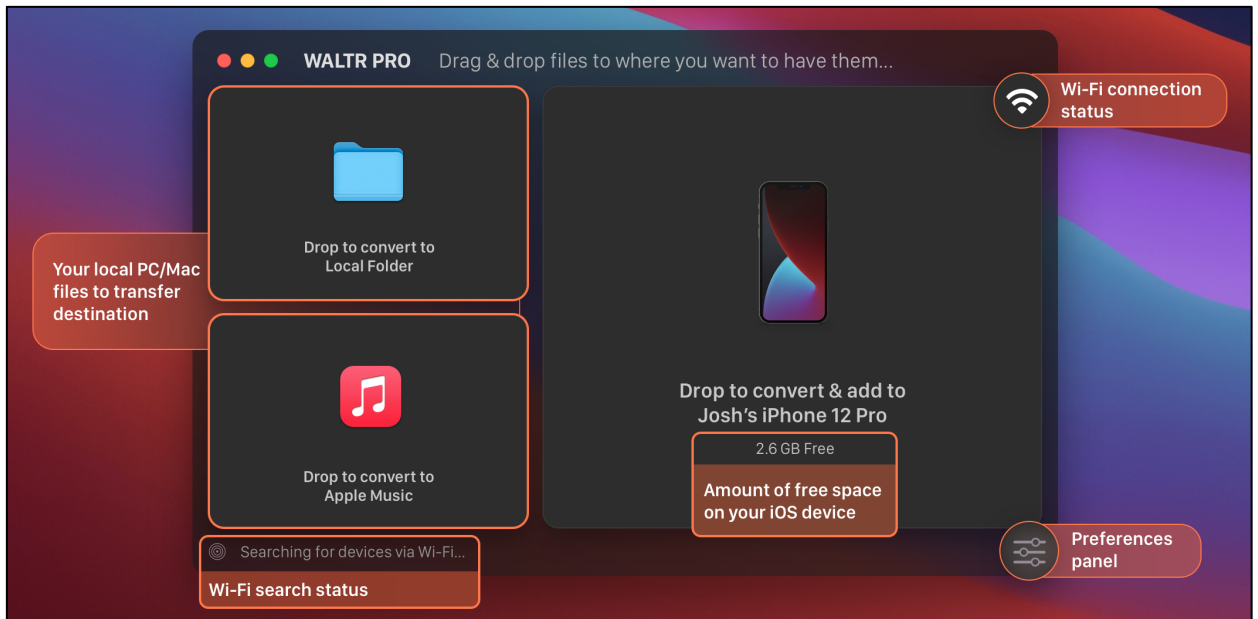 WALTR PRO Drag & drop files to where you want to have them...
Wi-Fi connection
status
Drop to convert to
Local Folder
Your local PC/Mac
files to transfer
destination
Drop to convert & add to
Josh's iPhone 12 Pro
2.6 GB Free
Amount of free space
on your iOS device
Drop to convert to
Apple Music
Searching for devices via Wi-Fi...
Wi-Fi search status
Preferences
panel